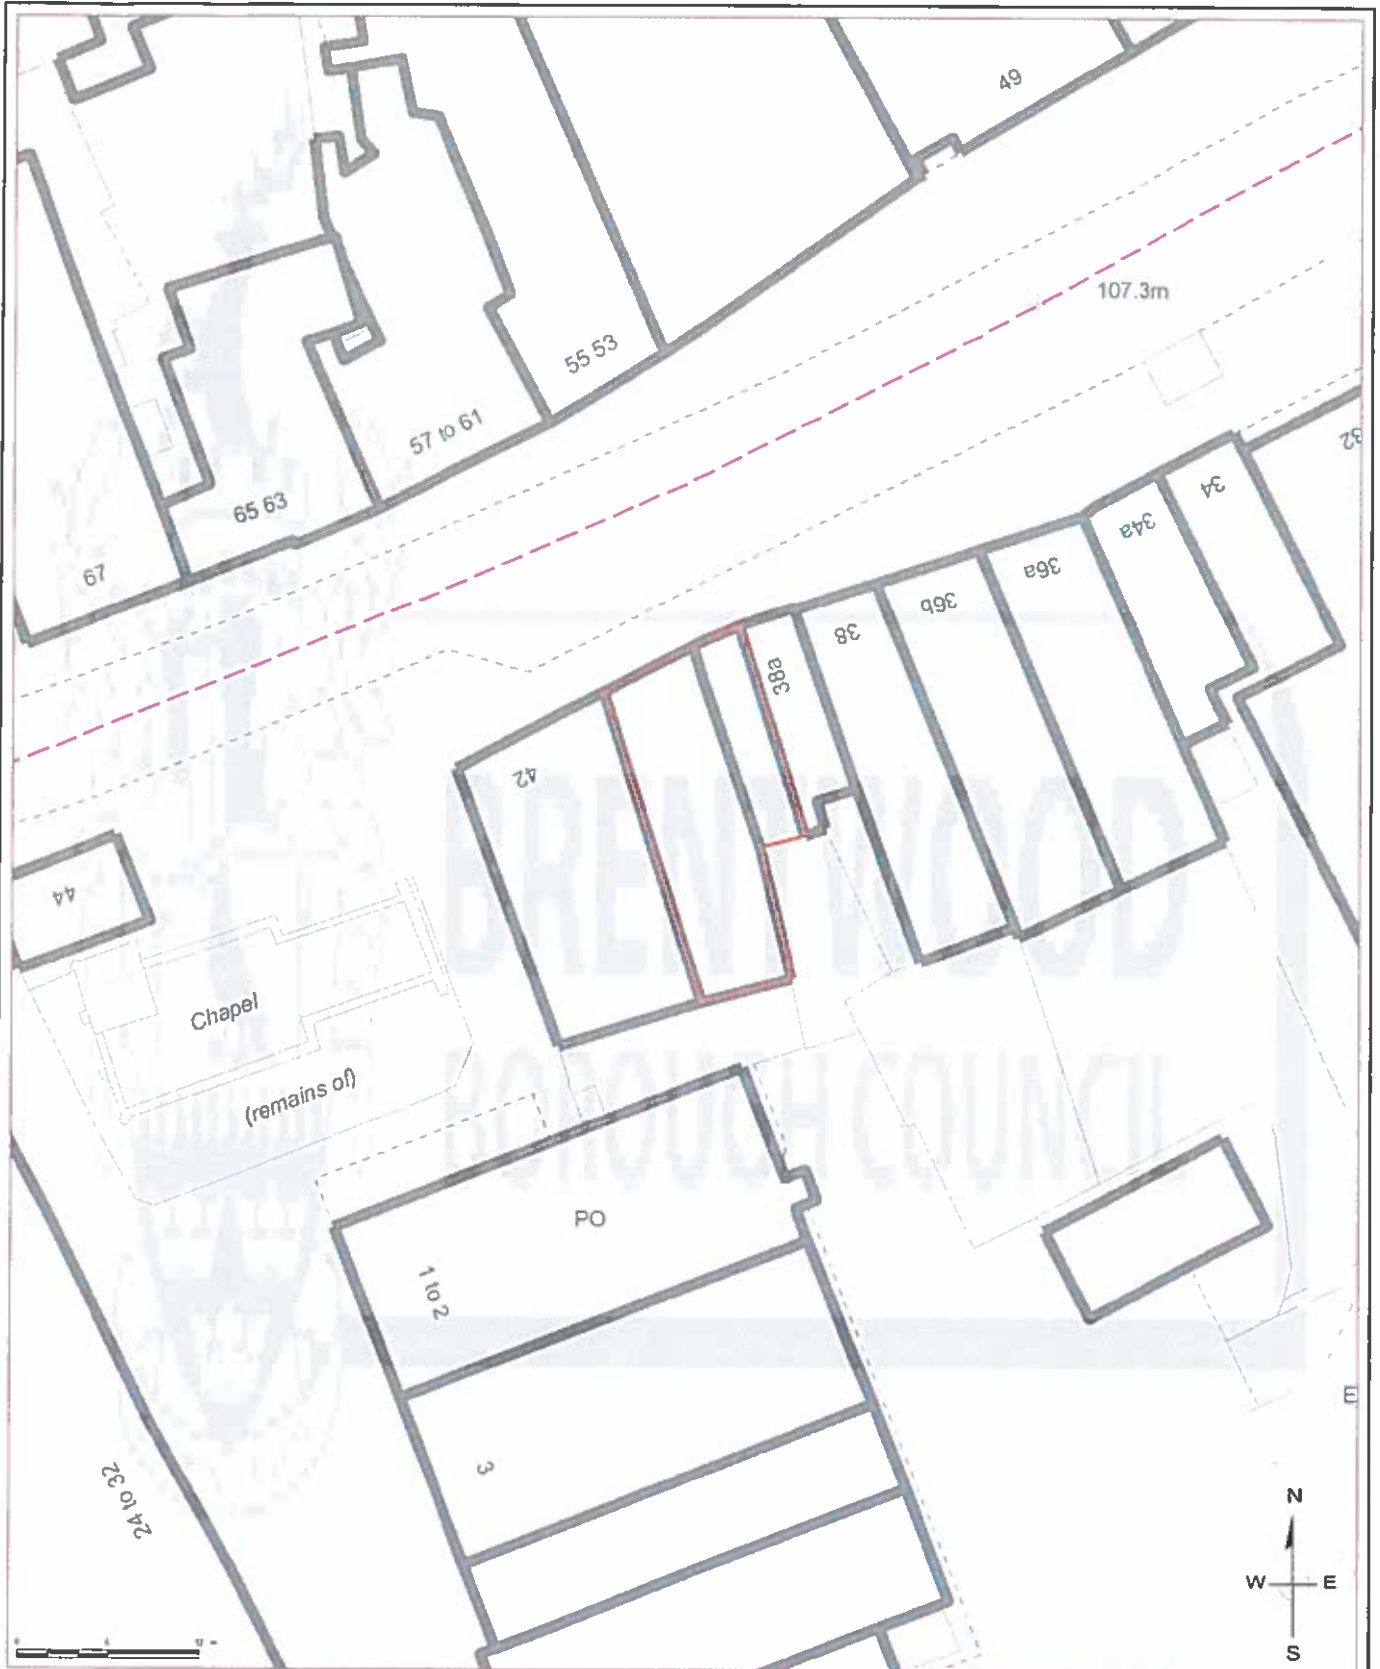 49
107.3m
55 53
57 to 61
65 63
67
32
34
34a
36a
36b
38
38a
42
44
BRENTWOOD
BOROUGH COUNCIL
Chapel
(remains of)
PO
1 to 2
3
24 to 32
E
N
W E
S